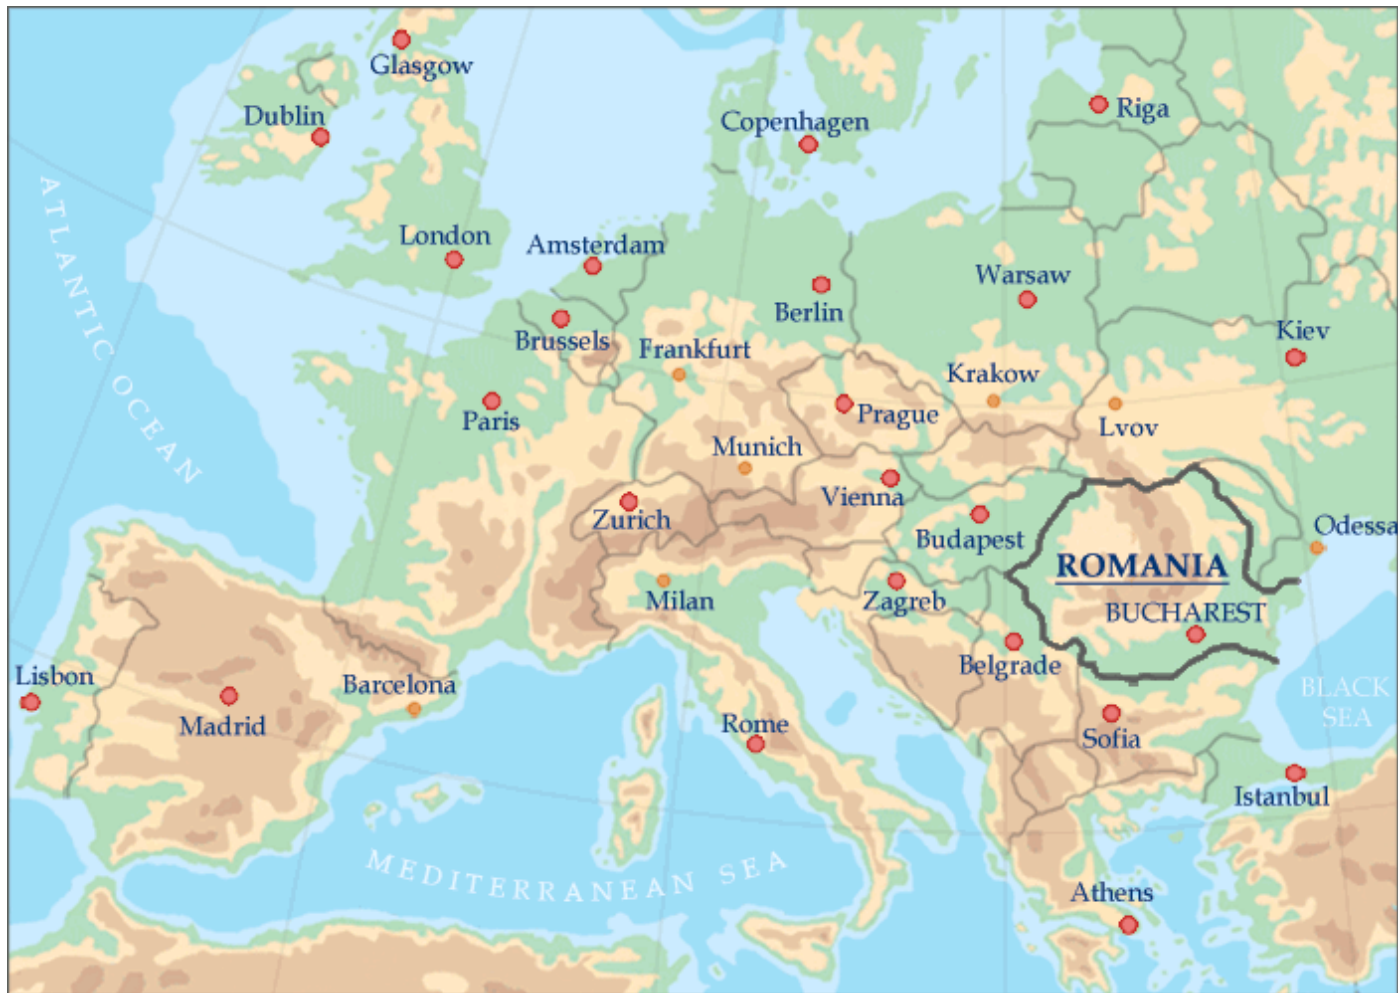 Glasgow
Dublin
Copenhagen
Riga
ATLANTIC OCEAN
London
Amsterdam
Warsaw
Berlin
Kiev
Brussels
Frankfurt
Krakow
Paris
Prague
Lvov
Munich
Vienna
Zurich
Budapest
Odessa
ROMANIA
Milan
Zagreb
BUCHAREST
Belgrade
Lisbon
Barcelona
BLACK
SEA
Madrid
Rome
Sofia
Istanbul
MEDITERRANEAN SEA
Athens